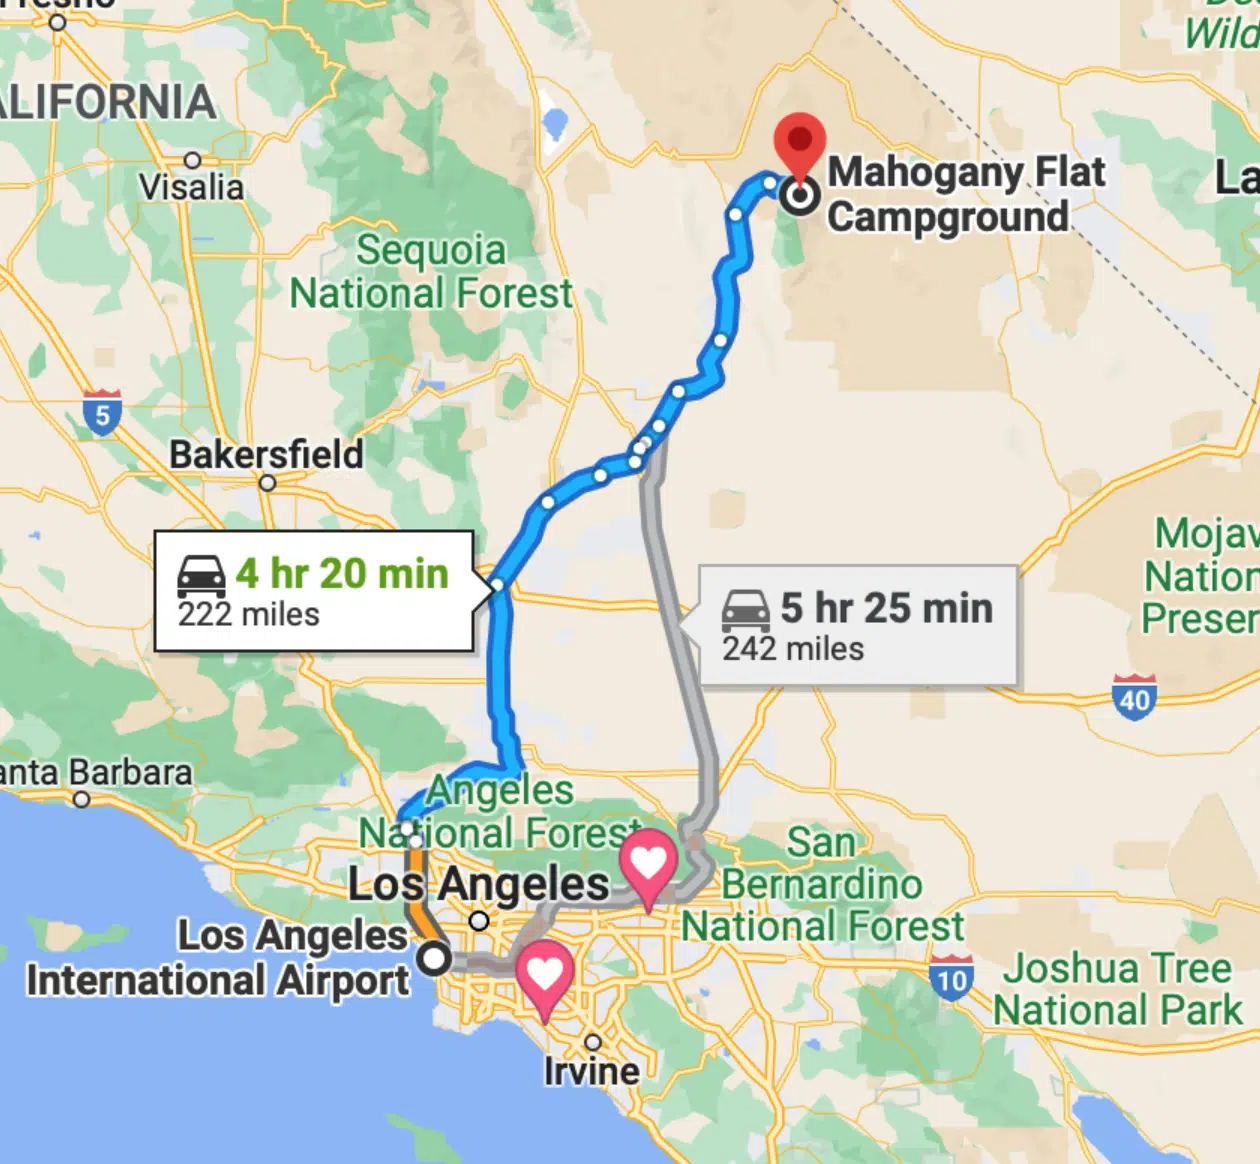 Fresno
ALIFORNIA
Visalia
Wild
La
Mahogany Flat
Campground
Sequoia
National Forest
5
Bakersfield
4 hr 20 min
222 miles
5 hr 25 min
242 miles
Mojav
Nation
Preser
40
anta Barbara
Angeles
National Forest
San
Bernardino
National Forest
Los Angeles
Los Angeles
International Airport
10
Joshua Tree
National Park
Irvine